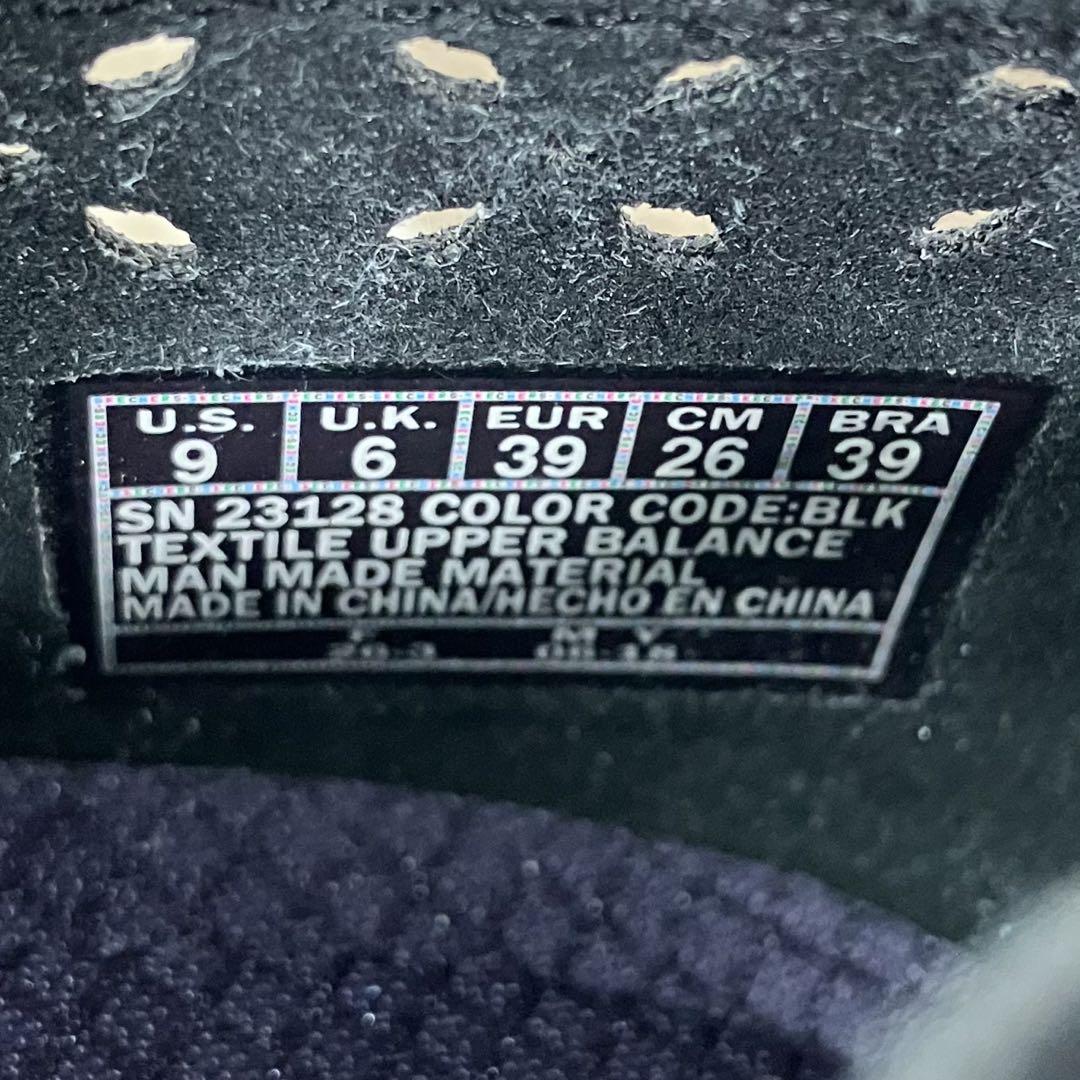 U.S. U.K. EUR CM BRA
9 6 39 26 39
SN 23128 COLOR CODE:BLK
TEXTILE UPPER BALANCE
MAN MADE MATERIAL
MADE IN CHINA/HECHO EN CHINA